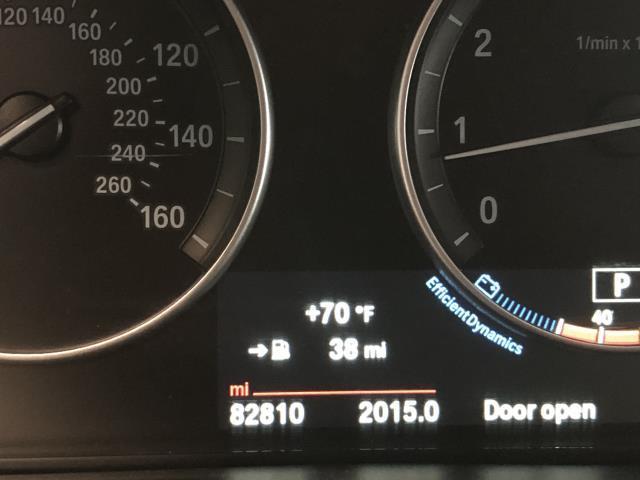 120 140
160
180
200
220
240
260
120
140
160
2
1
0
1/min x 1
P
40
EfficientDynamics
+70 °F
38 mi
mi
82810 2015.0
Door open